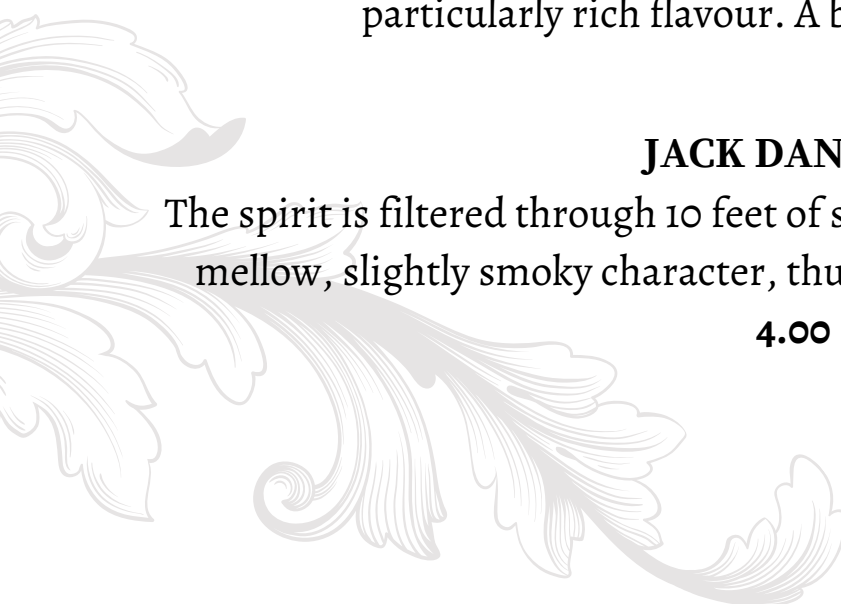 particularly rich flavour. A b
JACK DAN
The spirit is filtered through 10 feet of s
mellow, slightly smoky character, thu
4.00